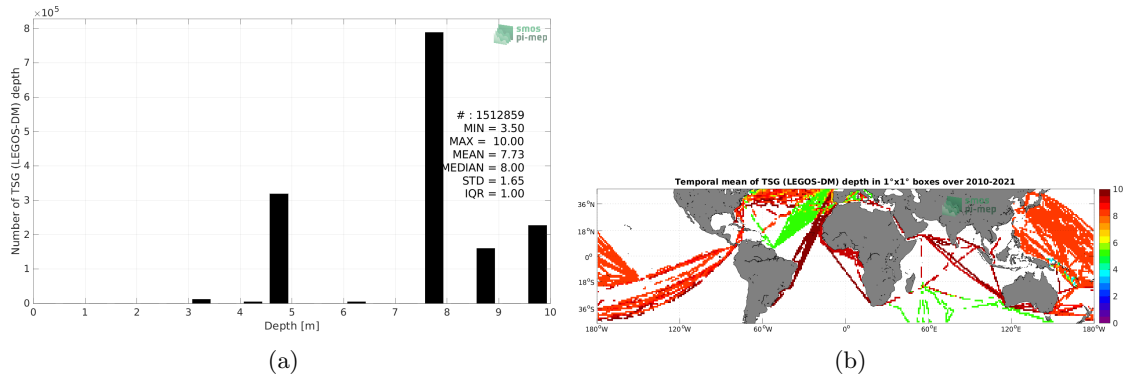 ×10⁵
8
7
6
5
4
3
2
1
0
Number of TSG (LEGOS-DM) depth
smos
pi-mep
# : 1512859
MIN = 3.50
MAX = 10.00
MEAN = 7.73
MEDIAN = 8.00
STD = 1.65
IQR = 1.00
0 1 2 3 4 5 6 7 8 9 10
Depth [m]
(a)
Temporal mean of TSG (LEGOS-DM) depth in 1°x1° boxes over 2010-2021
smos
pi-mep
36°N
18°N
0°
18°S
36°S
180°W 120°W 60°W 0° 60°E 120°E 180°W
10
8
6
4
2
0
(b)